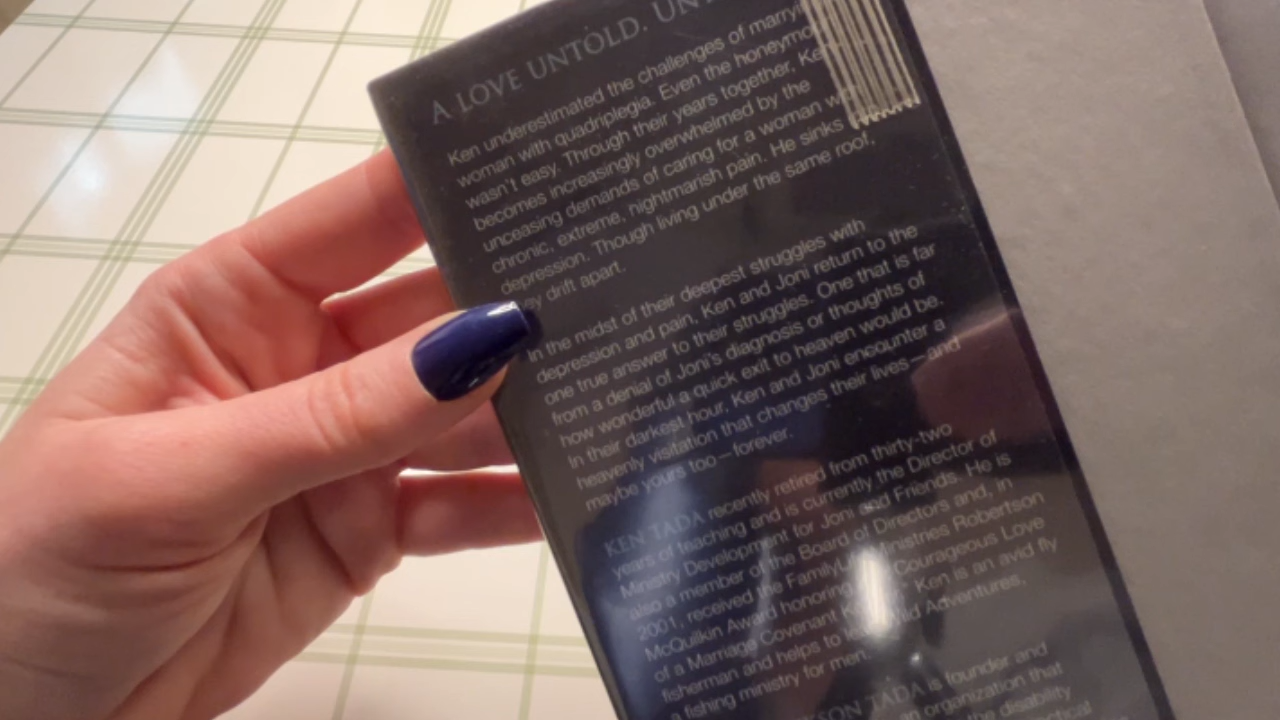 A LOVE UNTOLD. UNT
Ken underestimated the challenges of marryi
woman with quadriplegia. Even the honeymo
wasn't easy. Through their years together, Ke
becomes increasingly overwhelmed by the
unceasing demands of caring for a woman w
chronic, extreme, nightmarish pain. He sinks
depression. Though living under the same roof,
ey drift apart.
In the midst of their deepest struggles with
depression and pain, Ken and Joni return to the
one true answer to their struggles. One that is far
from a denial of Joni's diagnosis or thoughts of
how wonderful a quick exit to heaven would be.
In their darkest hour, Ken and Joni encounter a
heavenly visitation that changes their lives—and
maybe yours too—forever.
KEN TADA recently retired from thirty-two
years of teaching and is currently the Director of
Ministry Development for Joni and Friends. He is
also a member of the Board of Directors and, in
2001, received the FamilyL Ministries Robertson
McQuilkin Award honoring Courageous Love
of a Marriage Covenant K Ken is an avid fly
fisherman and helps to le ld Adventures,
a fishing ministry for men.
SON TADA is founder and
an organization that
the disability